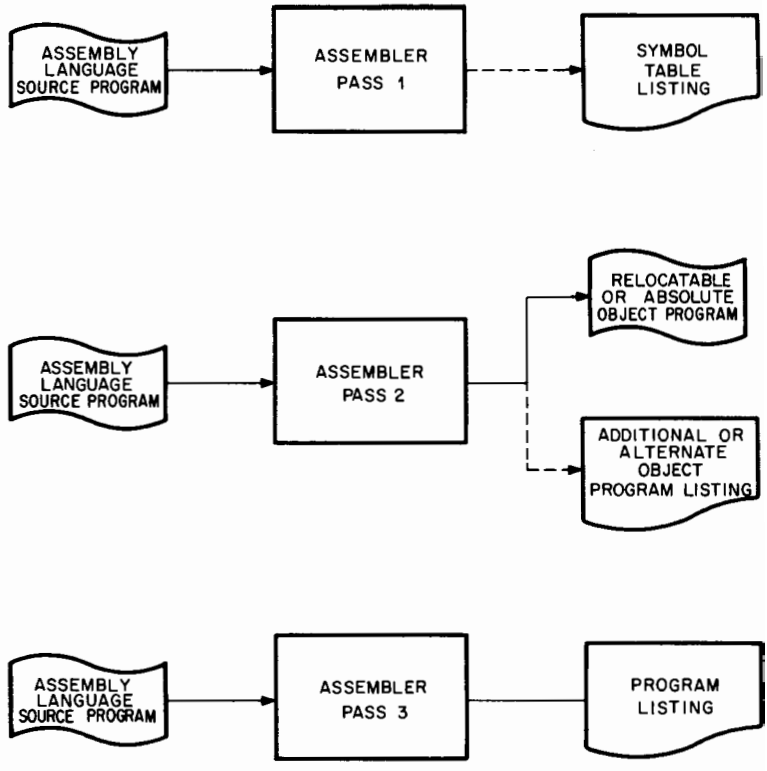 ASSEMBLY
LANGUAGE
SOURCE PROGRAM
ASSEMBLER
PASS 1
SYMBOL
TABLE
LISTING
ASSEMBLY
LANGUAGE
SOURCE PROGRAM
ASSEMBLER
PASS 2
RELOCATABLE
OR ABSOLUTE
OBJECT PROGRAM
ADDITIONAL OR
ALTERNATE
OBJECT
PROGRAM LISTING
ASSEMBLY
LANGUAGE
SOURCE PROGRAM
ASSEMBLER
PASS 3
PROGRAM
LISTING